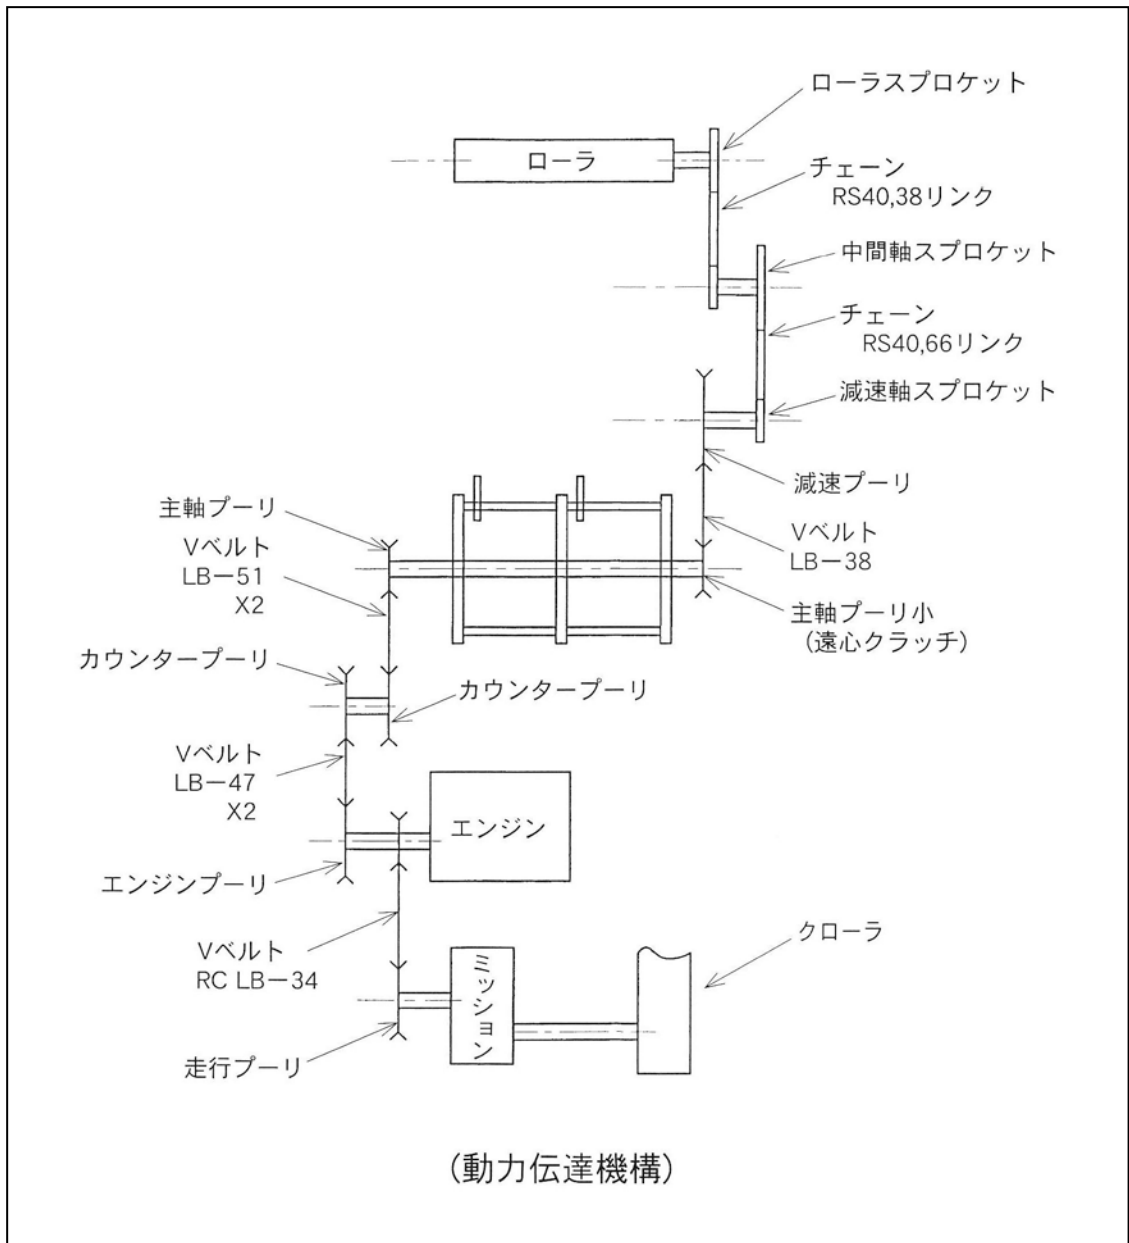 ローラスプロケット
ローラ
チェーン
RS40,38リンク
中間軸スプロケット
チェーン
RS40,66リンク
減速軸スプロケット
減速プーリ
主軸プーリ
Vベルト
LB-51
X2
Vベルト
LB-38
主軸プーリ小
(遠心クラッチ)
カウンタープーリ
カウンタープーリ
Vベルト
LB-47
X2
エンジン
エンジンプーリ
クローラ
Vベルト
RC LB-34
ミッション
走行プーリ
(動力伝達機構)